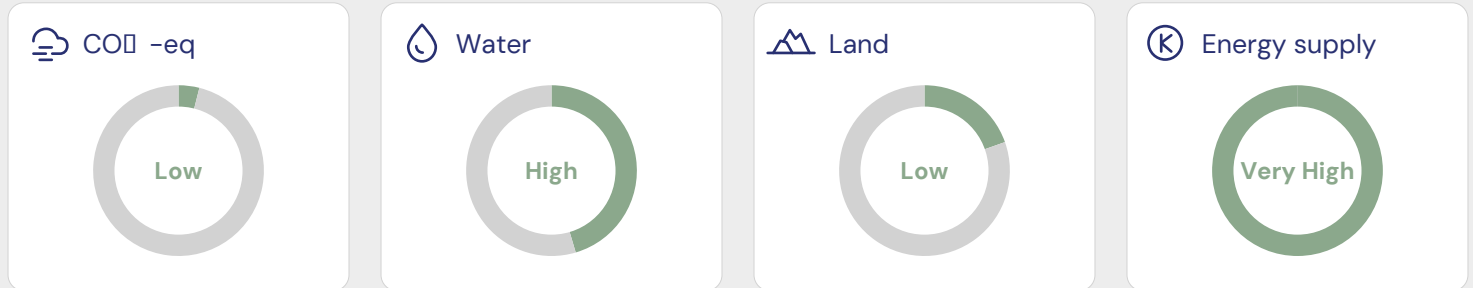 CO▯ -eq
Low
Water
High
Land
Low
Energy supply
Very High